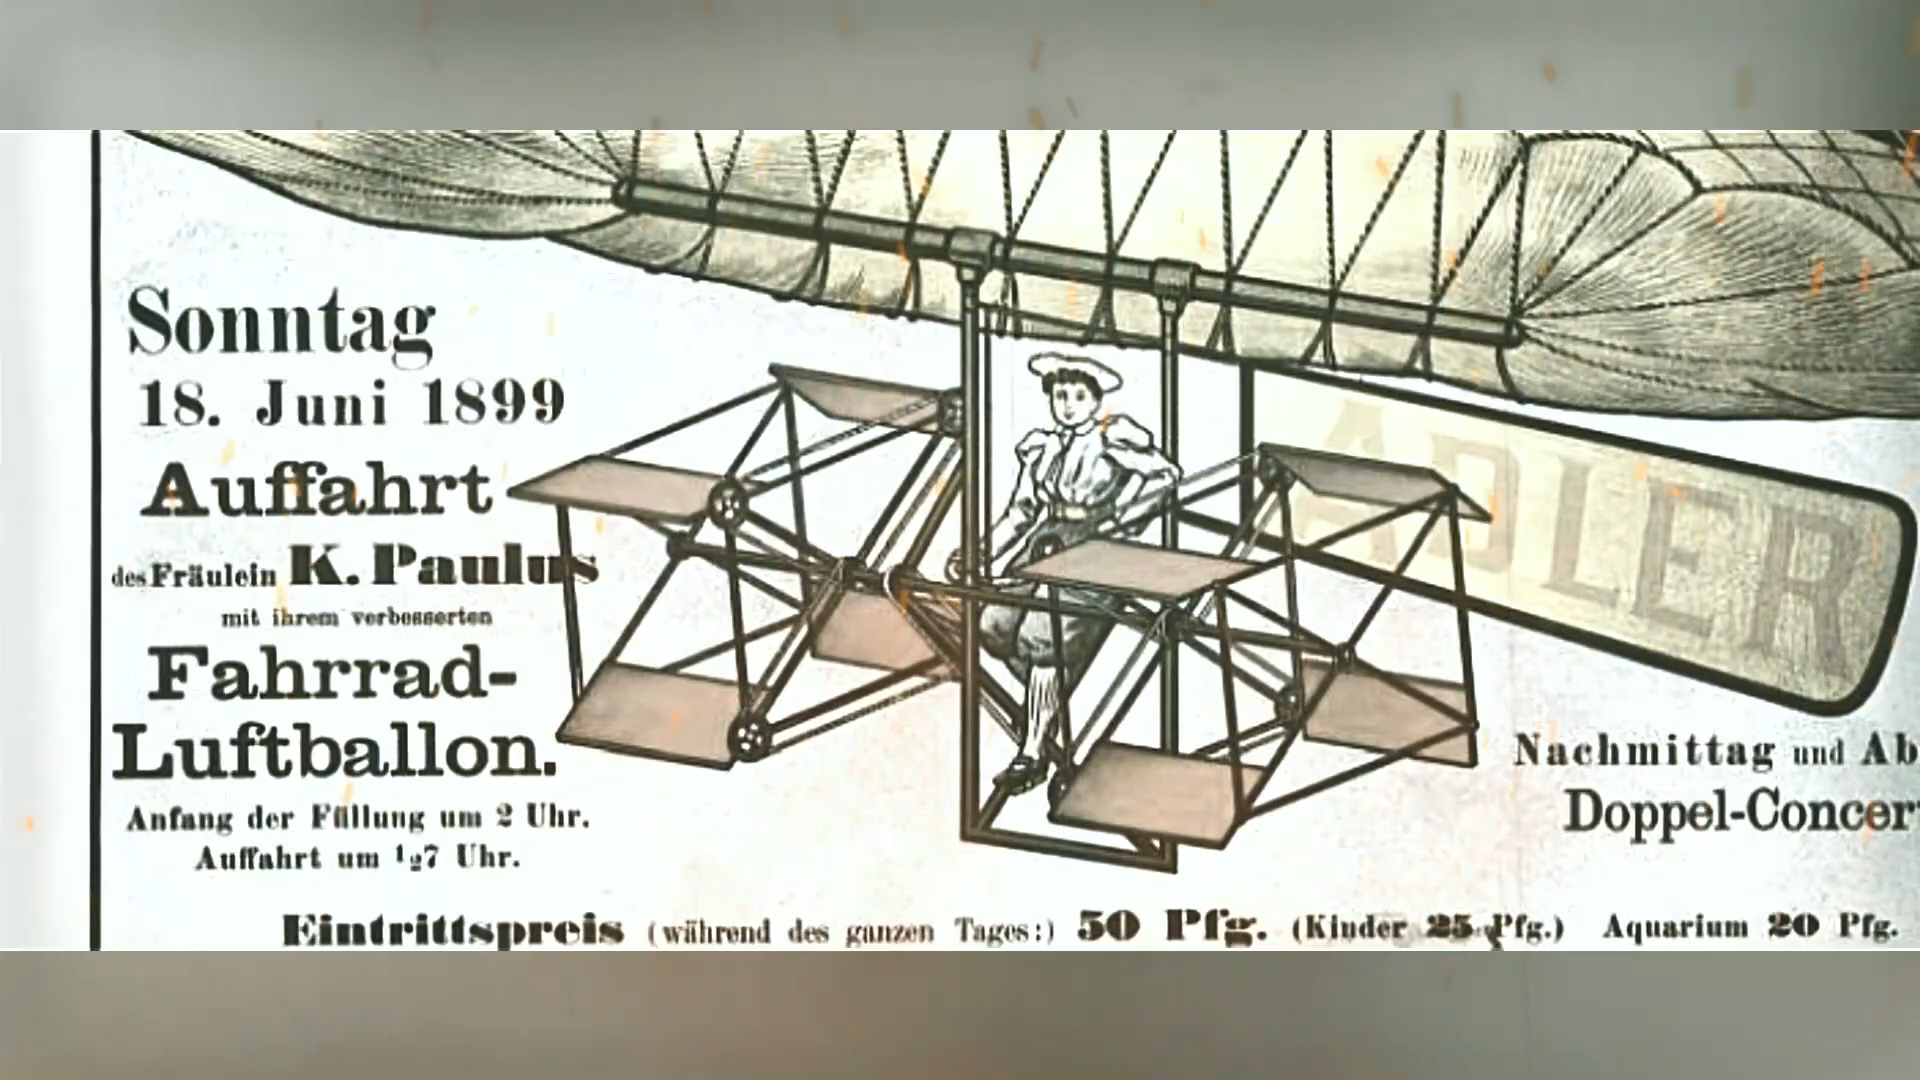 Sonntag
18. Juni 1899
Auffahrt
des Fräulein K. Paulus
mit ihrem verbesserten
Fahrrad-
Luftballon.
Anfang der Füllung um 2 Uhr.
Auffahrt um 1/27 Uhr.
ADLER
Nachmittag und Ab
Doppel-Concer
Eintrittspreis (während des ganzen Tages:) 50 Pfg. (Kinder 25 Pfg.) Aquarium 20 Pfg.